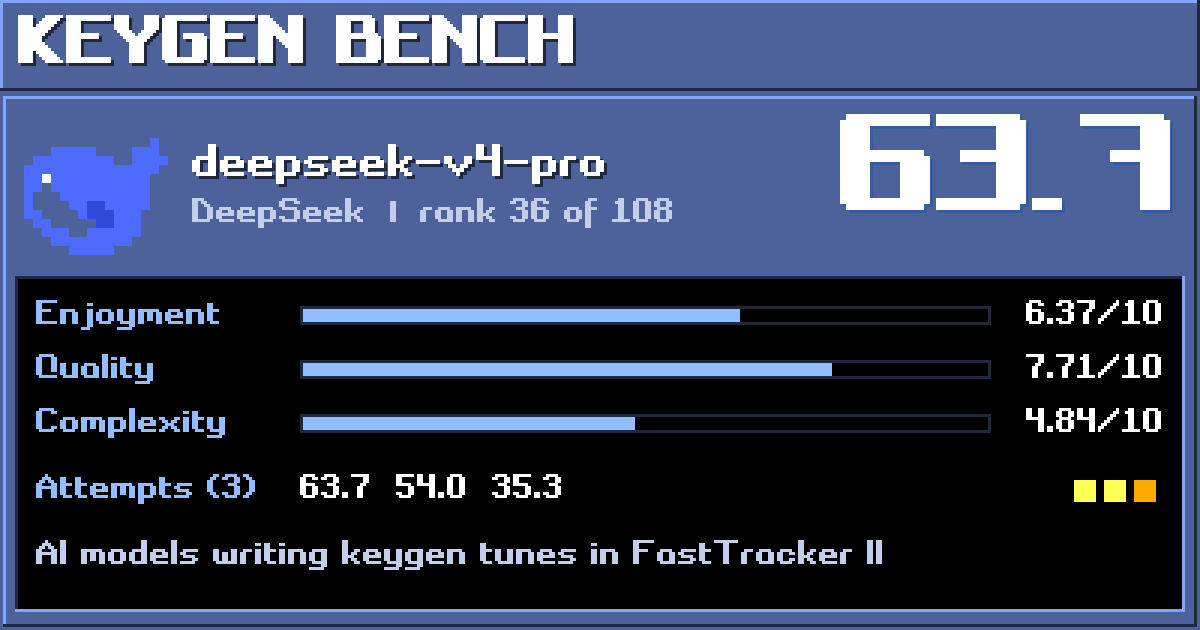 KEYGEN BENCH
deepseek-v4-pro
DeepSeek | rank 36 of 108
63.7
Enjoyment 6.37/10
Quality 7.71/10
Complexity 4.84/10
Attempts (3) 63.7 54.0 35.3
AI models writing keygen tunes in FastTracker II